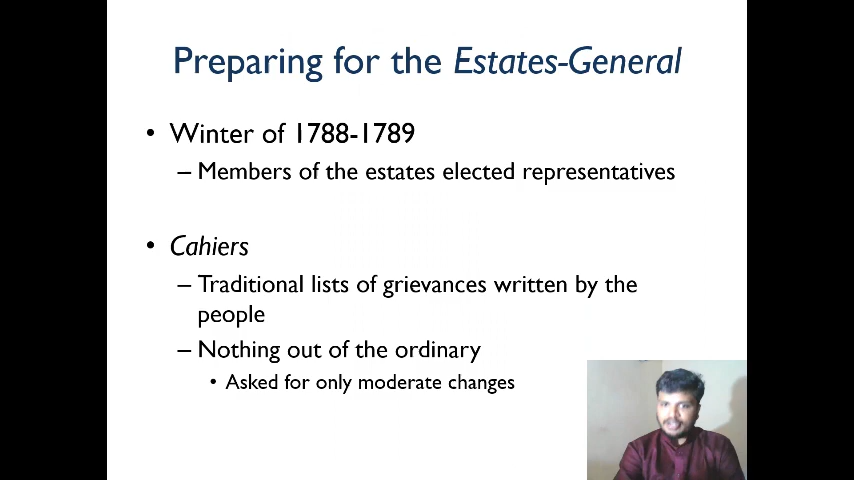 Preparing for the Estates-General
• Winter of 1788-1789
– Members of the estates elected representatives
• Cahiers
– Traditional lists of grievances written by the
people
– Nothing out of the ordinary
• Asked for only moderate changes